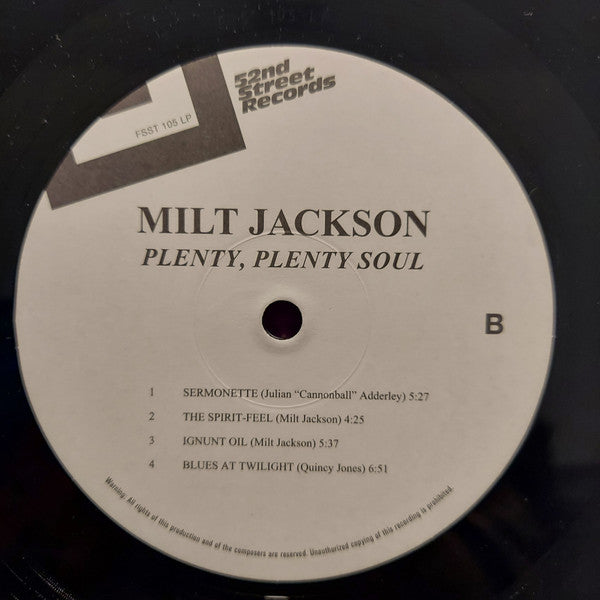 52nd
Street
Records
FSST 105 LP
MILT JACKSON
PLENTY, PLENTY SOUL
B
1 SERMONETTE (Julian “Cannonball” Adderley) 5:27
2 THE SPIRIT-FEEL (Milt Jackson) 4:25
3 IGNUNT OIL (Milt Jackson) 5:37
4 BLUES AT TWILIGHT (Quincy Jones) 6:51
Warning. All rights of this production and of the composers are reserved. Unauthorized copying of this recording is prohibited.